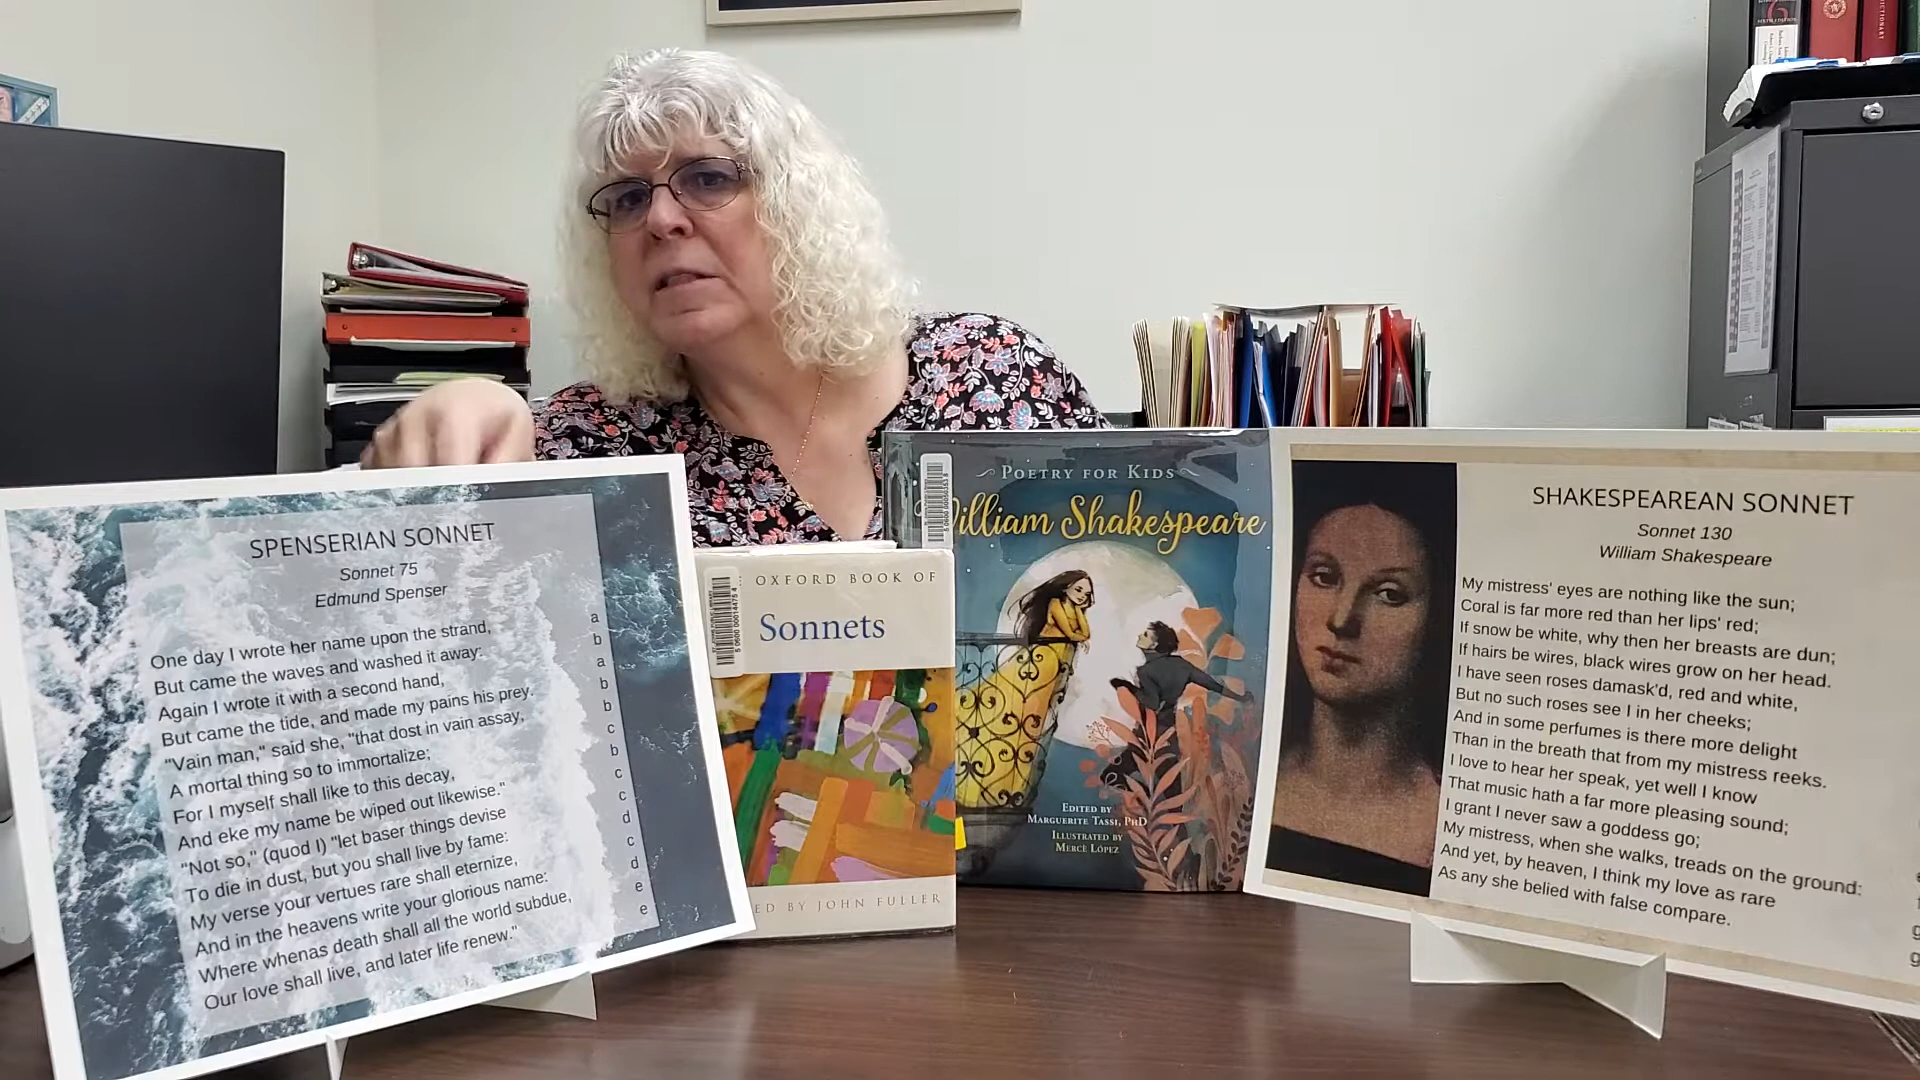 SPENSERIAN SONNET
Sonnet 75
Edmund Spenser
One day I wrote her name upon the strand,
But came the waves and washed it away:
Again I wrote it with a second hand,
But came the tide, and made my pains his prey.
"Vain man," said she, "that dost in vain assay,
A mortal thing so to immortalize;
For I myself shall like to this decay,
And eke my name be wiped out likewise."
"Not so," (quod I) "let baser things devise
To die in dust, but you shall live by fame:
My verse your vertues rare shall eternize,
And in the heavens write your glorious name:
Where whenas death shall all the world subdue,
Our love shall live, and later life renew."
a
b
a
b
b
c
b
c
c
d
c
d
e
e
OXFORD BOOK OF
Sonnets
ED BY JOHN FULLER
POETRY FOR KIDS
William Shakespeare
EDITED BY
MARGUERITE TASSI, PHD
ILLUSTRATED BY
MERCÈ LÓPEZ
SHAKESPEAREAN SONNET
Sonnet 130
William Shakespeare
My mistress' eyes are nothing like the sun;
Coral is far more red than her lips' red;
If snow be white, why then her breasts are dun;
If hairs be wires, black wires grow on her head.
I have seen roses damask'd, red and white,
But no such roses see I in her cheeks;
And in some perfumes is there more delight
Than in the breath that from my mistress reeks.
I love to hear her speak, yet well I know
That music hath a far more pleasing sound;
I grant I never saw a goddess go;
My mistress, when she walks, treads on the ground:
And yet, by heaven, I think my love as rare
As any she belied with false compare.
g
g